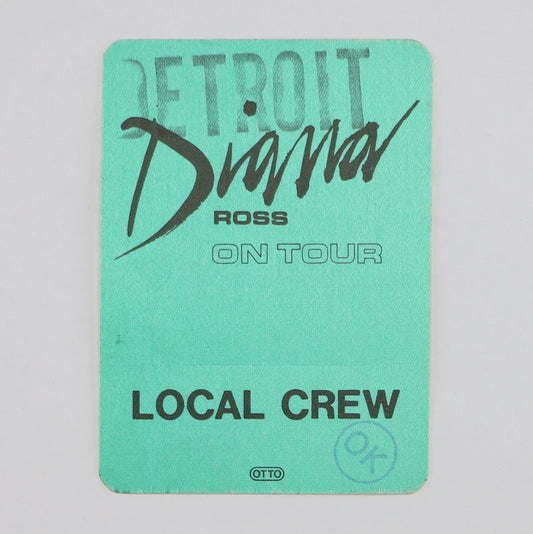 DETROIT
Diana
ROSS
ON TOUR
LOCAL CREW
OK
OTTO